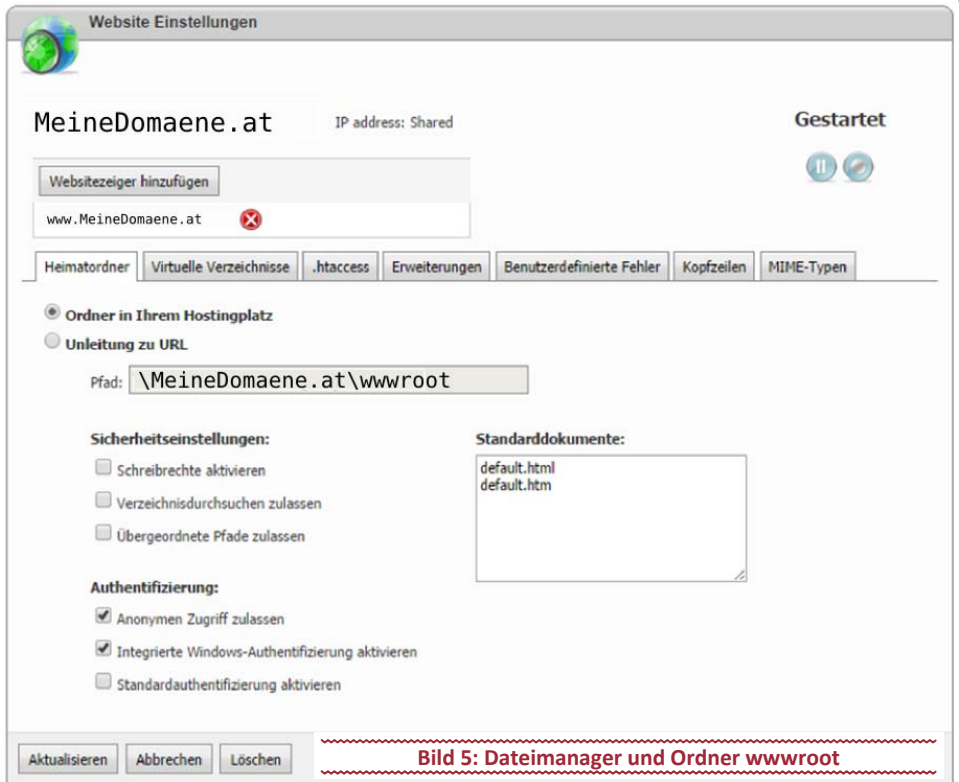 Website Einstellungen
MeineDomaene.at
IP address: Shared
Gestartet
Websitezeiger hinzufügen
www.MeineDomaene.at
Heimatordner
Virtuelle Verzeichnisse
.htaccess
Erweiterungen
Benutzerdefinierte Fehler
Kopfzeilen
MIME-Typen
Ordner in Ihrem Hostingplatz
Unleitung zu URL
Pfad: \MeineDomaene.at\wwwroot
Sicherheitseinstellungen:
Schreibrechte aktivieren
Verzeichnisdurchsuchen zulassen
Übergeordnete Pfade zulassen
Standarddokumente:
default.html
default.htm
Authentifizierung:
Anonymen Zugriff zulassen
Integrierte Windows-Authentifizierung aktivieren
Standardauthentifizierung aktivieren
Aktualisieren
Abbrechen
Löschen
Bild 5: Dateimanager und Ordner wwwroot